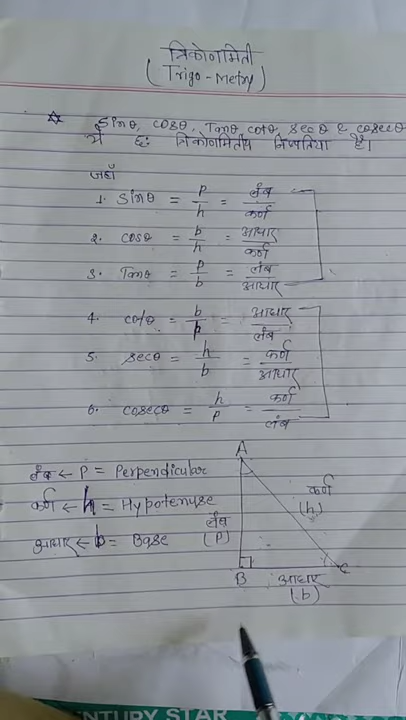 त्रिकोणमिती
(Trigo-Metry)
☆ Sinθ, cosθ, Tanθ, cotθ, secθ & cosecθ
ये छः त्रिकोणमितीय निष्पतिया है।
जहाँ
1. Sinθ = p/h = लंब/कर्ण
2. cosθ = b/h = आधार/कर्ण
3. Tanθ = p/b = लंब/आधार
4. cotθ = b/p = आधार/लंब
5. secθ = h/b = कर्ण/आधार
6. cosecθ = h/p = कर्ण/लंब
लंब ← P = Perpendicular
कर्ण ← h = Hypotenuse
आधार ← b = Base
A
कर्ण
(h)
लंब
(P)
B
आधार
(b)
C
CENTURY STAR